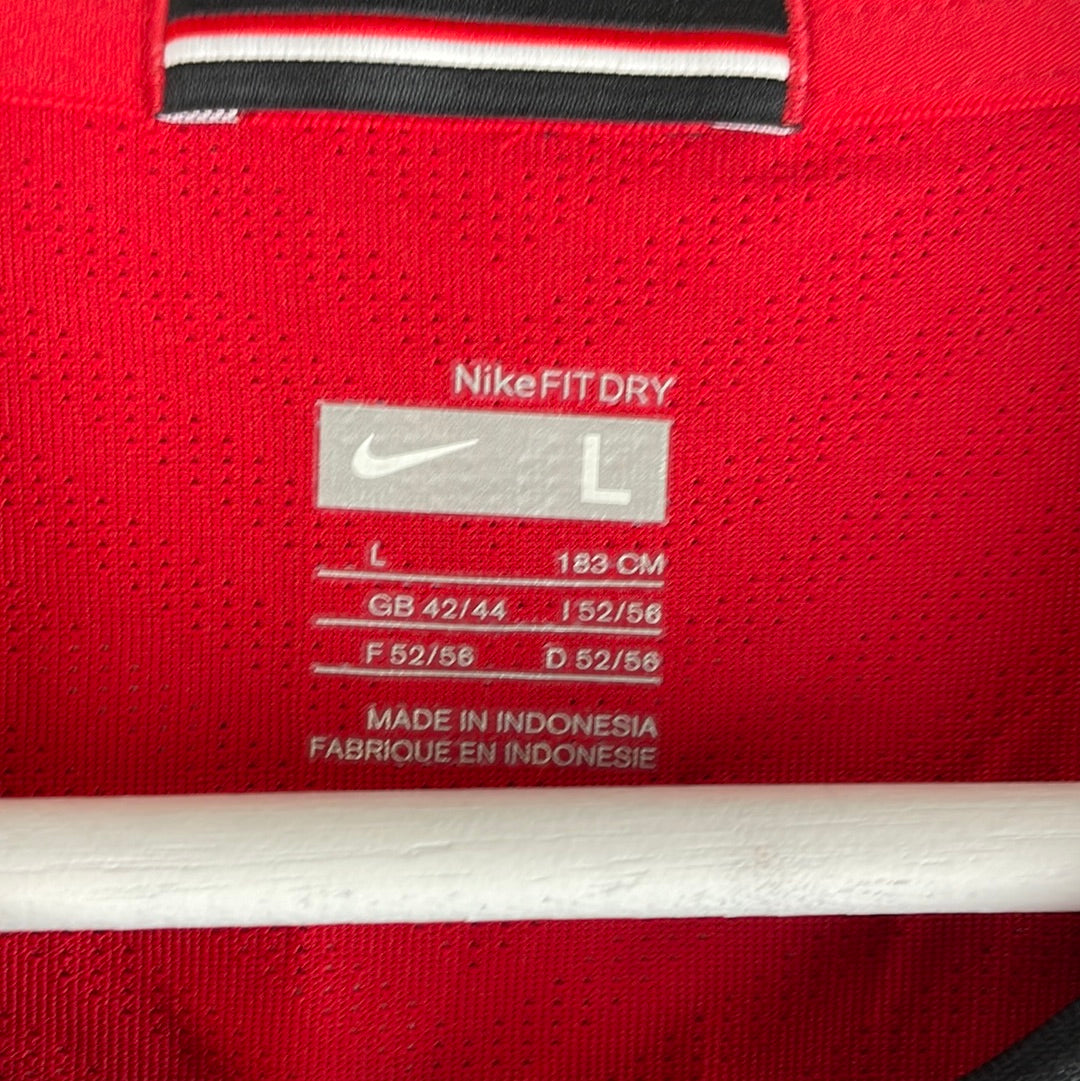 NikeFIT DRY
L
L 183 CM
GB 42/44 I 52/56
F 52/56 D 52/56
MADE IN INDONESIA
FABRIQUE EN INDONESIE